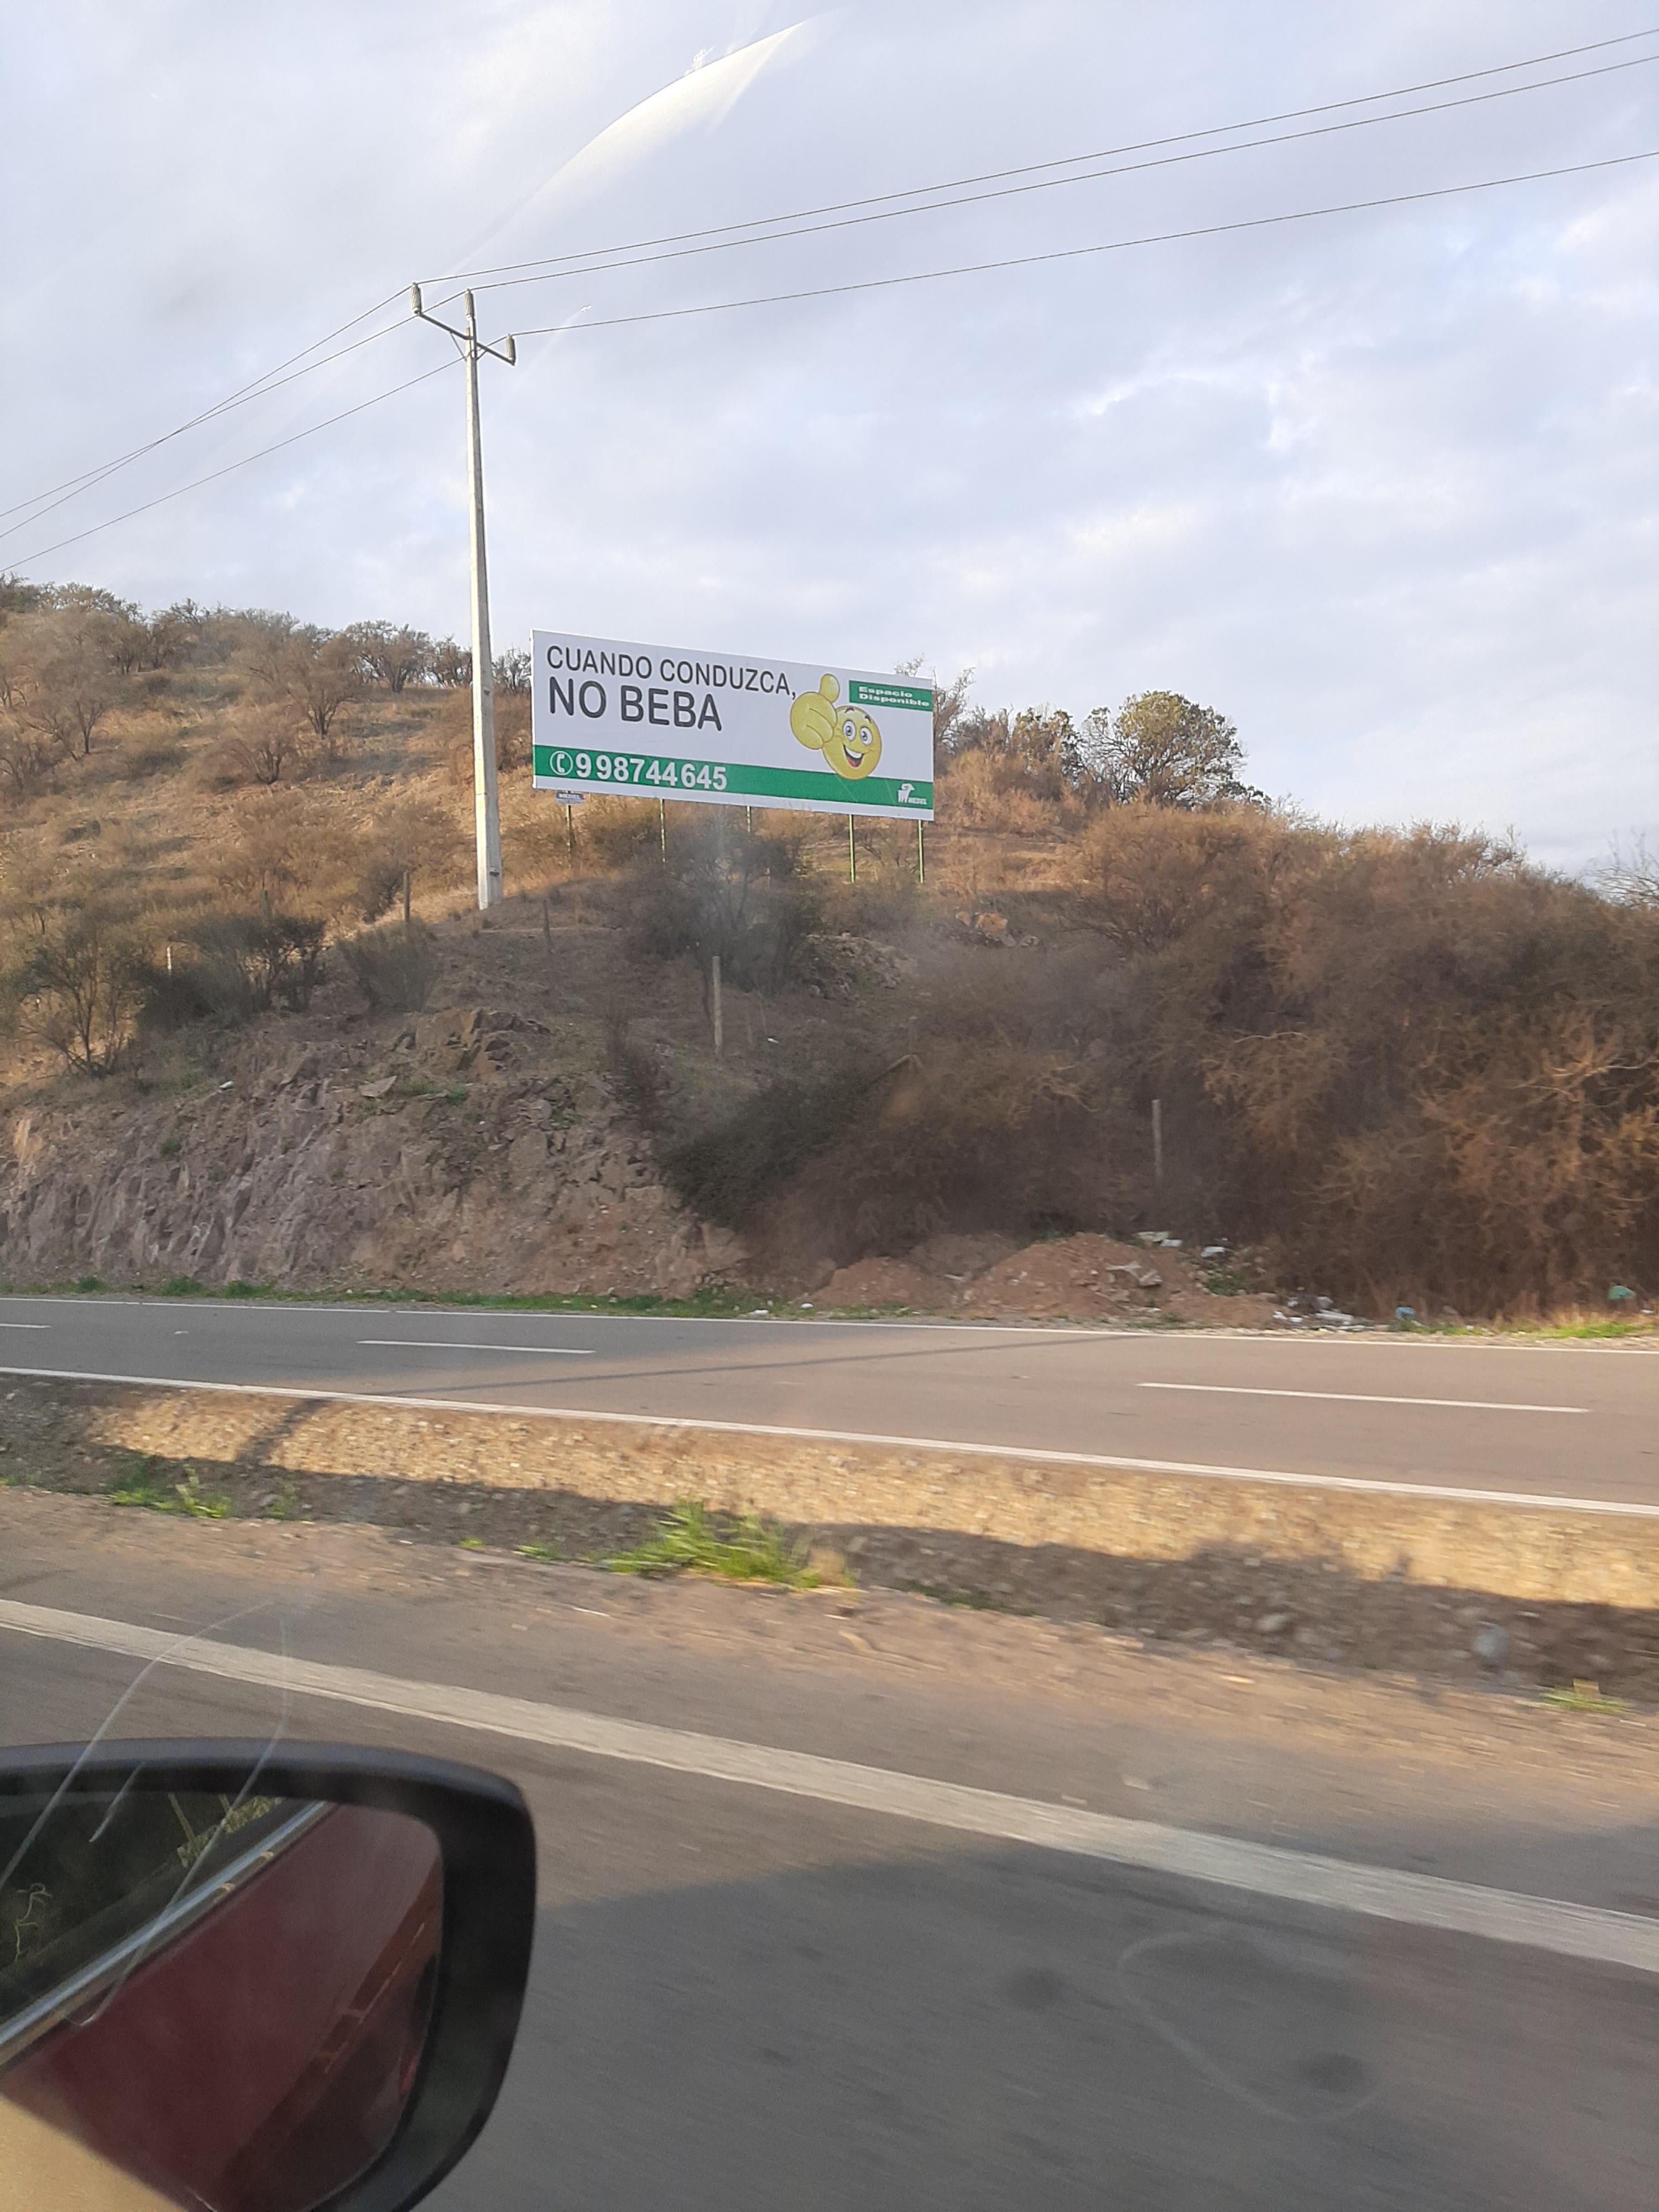 CUANDO CONDUZCA,
NO BEBA
Espacio
Disponible
9 98744645